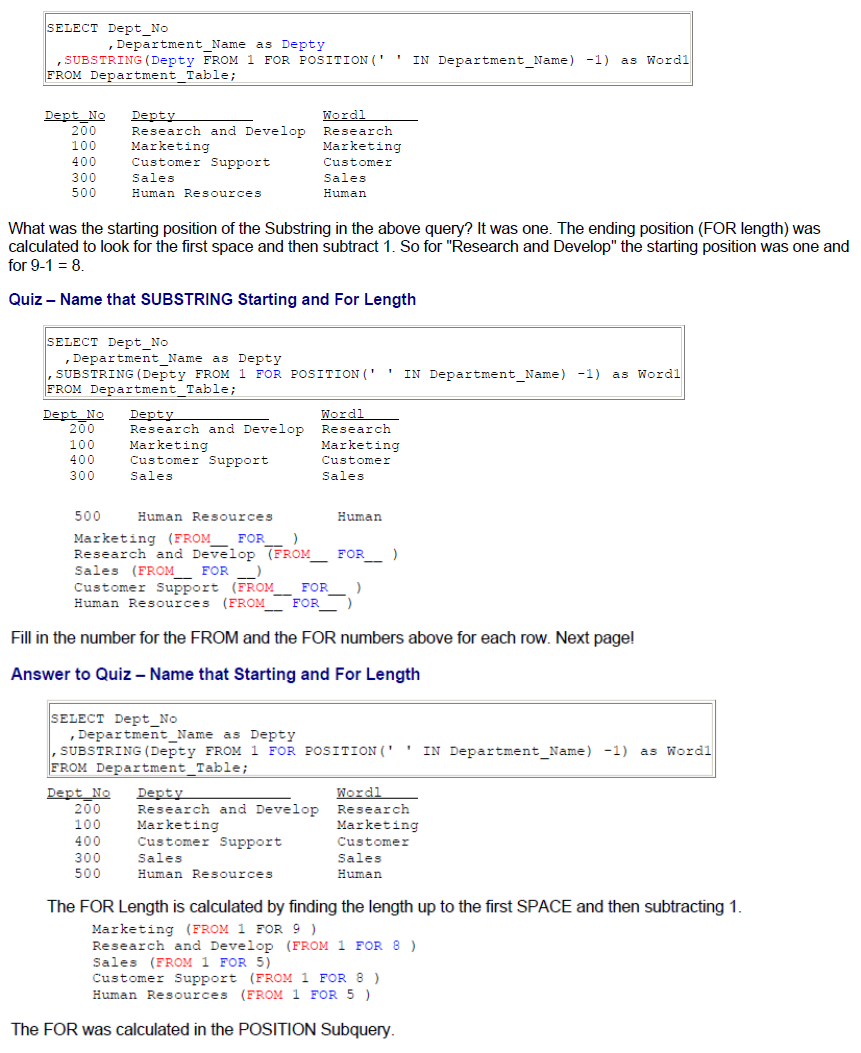 SELECT Dept_No
,Department_Name as Depty
,SUBSTRING(Depty FROM 1 FOR POSITION(' ' IN Department_Name) -1) as Word1
FROM Department_Table;
Dept_No Depty Word1
200 Research and Develop Research
100 Marketing Marketing
400 Customer Support Customer
300 Sales Sales
500 Human Resources Human
What was the starting position of the Substring in the above query? It was one. The ending position (FOR length) was
calculated to look for the first space and then subtract 1. So for "Research and Develop" the starting position was one and
for 9-1 = 8.
Quiz – Name that SUBSTRING Starting and For Length
SELECT Dept_No
,Department_Name as Depty
,SUBSTRING(Depty FROM 1 FOR POSITION(' ' IN Department_Name) -1) as Word1
FROM Department_Table;
Dept_No Depty Word1
200 Research and Develop Research
100 Marketing Marketing
400 Customer Support Customer
300 Sales Sales
500 Human Resources Human
Marketing (FROM__ FOR__ )
Research and Develop (FROM__ FOR__ )
Sales (FROM__ FOR __)
Customer Support (FROM__ FOR__ )
Human Resources (FROM__ FOR__ )
Fill in the number for the FROM and the FOR numbers above for each row. Next page!
Answer to Quiz – Name that Starting and For Length
SELECT Dept_No
,Department_Name as Depty
,SUBSTRING(Depty FROM 1 FOR POSITION(' ' IN Department_Name) -1) as Word1
FROM Department_Table;
Dept_No Depty Word1
200 Research and Develop Research
100 Marketing Marketing
400 Customer Support Customer
300 Sales Sales
500 Human Resources Human
The FOR Length is calculated by finding the length up to the first SPACE and then subtracting 1.
Marketing (FROM 1 FOR 9 )
Research and Develop (FROM 1 FOR 8 )
Sales (FROM 1 FOR 5)
Customer Support (FROM 1 FOR 8 )
Human Resources (FROM 1 FOR 5 )
The FOR was calculated in the POSITION Subquery.